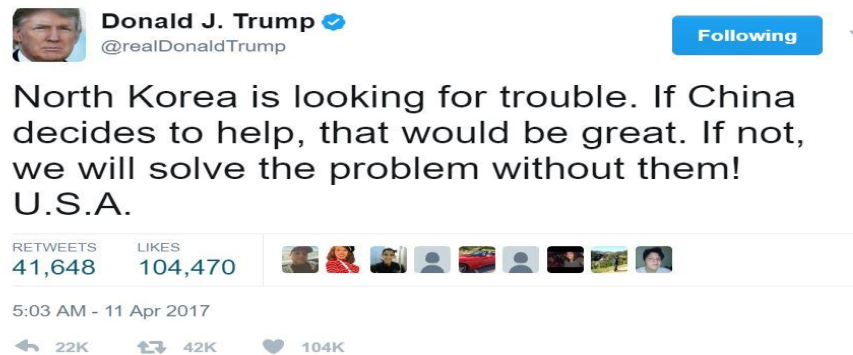 Donald J. Trump
@realDonaldTrump
Following
North Korea is looking for trouble. If China
decides to help, that would be great. If not,
we will solve the problem without them!
U.S.A.
RETWEETS LIKES
41,648 104,470
5:03 AM - 11 Apr 2017
22K 42K 104K